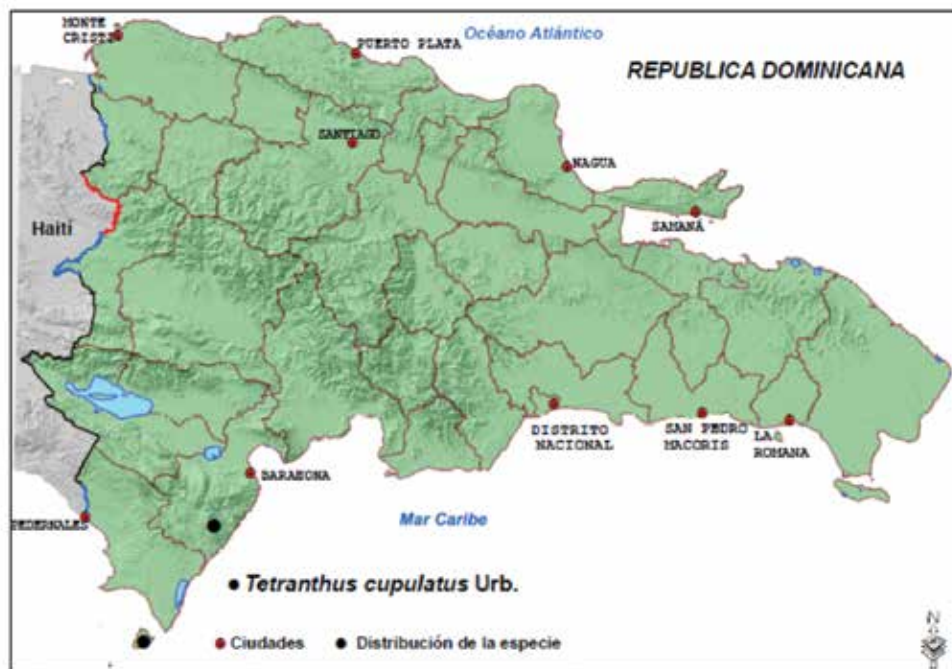 MONTE
CRISTI
Océano Atlántico
PUERTO PLATA
REPUBLICA DOMINICANA
SANTIAGO
NAGUA
SAMANÁ
Haití
DISTRITO
NACIONAL
SAN PEDRO
MACORIS
LA
ROMANA
BARAHONA
PEDERNALES
Mar Caribe
• Tetranthus cupulatus Urb.
Ciudades
Distribución de la especie
N